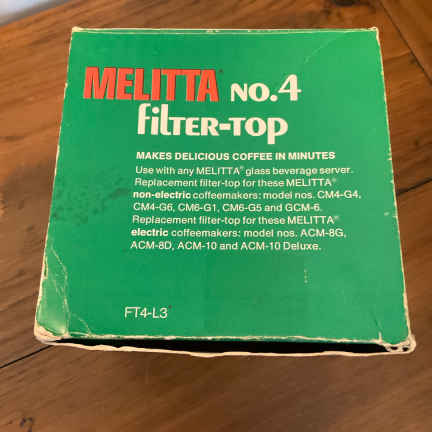 MELITTA® NO.4
filTER-TOP
MAKES DELICIOUS COFFEE IN MINUTES
Use with any MELITTA® glass beverage server.
Replacement filter-top for these MELITTA®
non-electric coffeemakers: model nos. CM4-G4,
CM4-G6, CM6-G1, CM6-G5 and GCM-6.
Replacement filter-top for these MELITTA®
electric coffeemakers: model nos. ACM-8G,
ACM-8D, ACM-10 and ACM-10 Deluxe.
FT4-L3